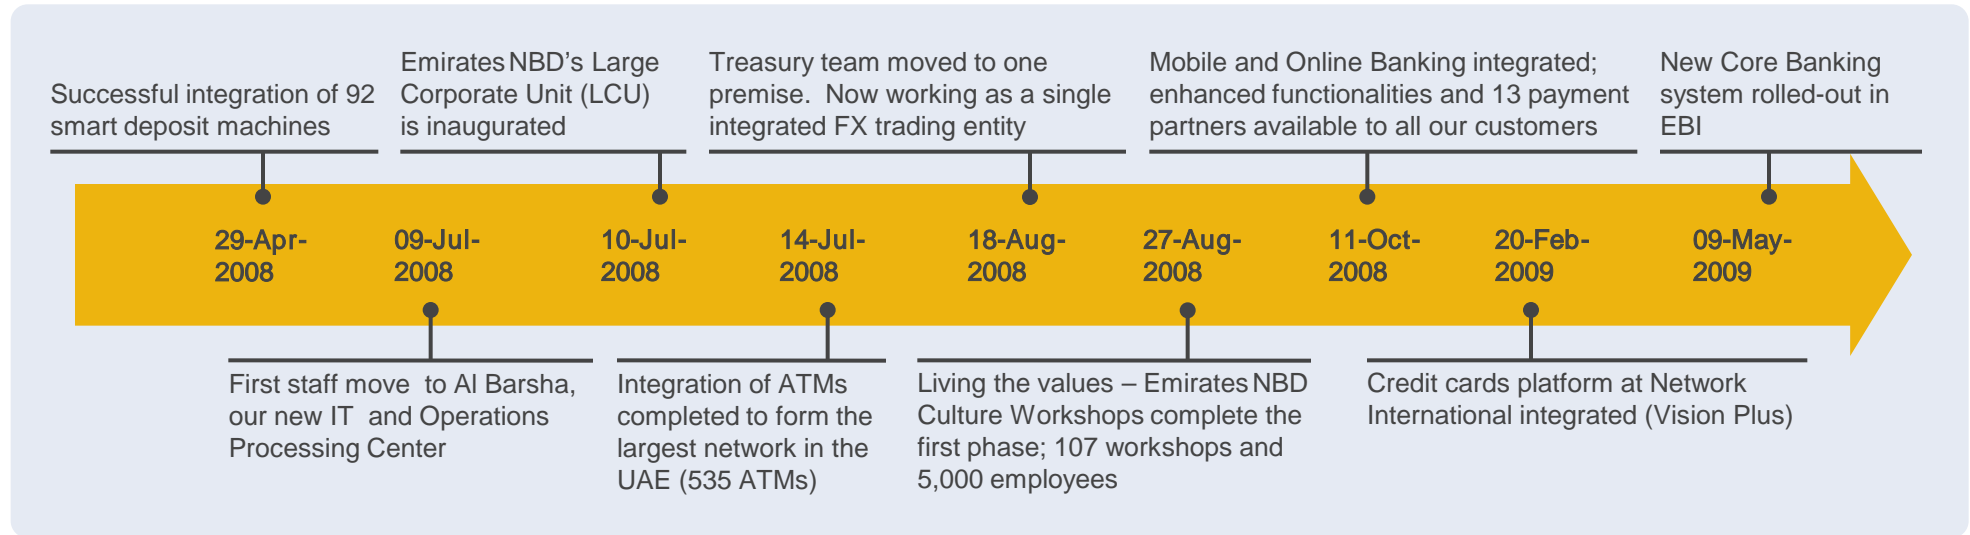 Successful integration of 92
smart deposit machines
Emirates NBD's Large
Corporate Unit (LCU)
is inaugurated
Treasury team moved to one
premise. Now working as a single
integrated FX trading entity
Mobile and Online Banking integrated;
enhanced functionalities and 13 payment
partners available to all our customers
New Core Banking
system rolled-out in
EBI
29-Apr-
2008
09-Jul-
2008
10-Jul-
2008
14-Jul-
2008
18-Aug-
2008
27-Aug-
2008
11-Oct-
2008
20-Feb-
2009
09-May-
2009
First staff move to Al Barsha,
our new IT and Operations
Processing Center
Integration of ATMs
completed to form the
largest network in the
UAE (535 ATMs)
Living the values – Emirates NBD
Culture Workshops complete the
first phase; 107 workshops and
5,000 employees
Credit cards platform at Network
International integrated (Vision Plus)